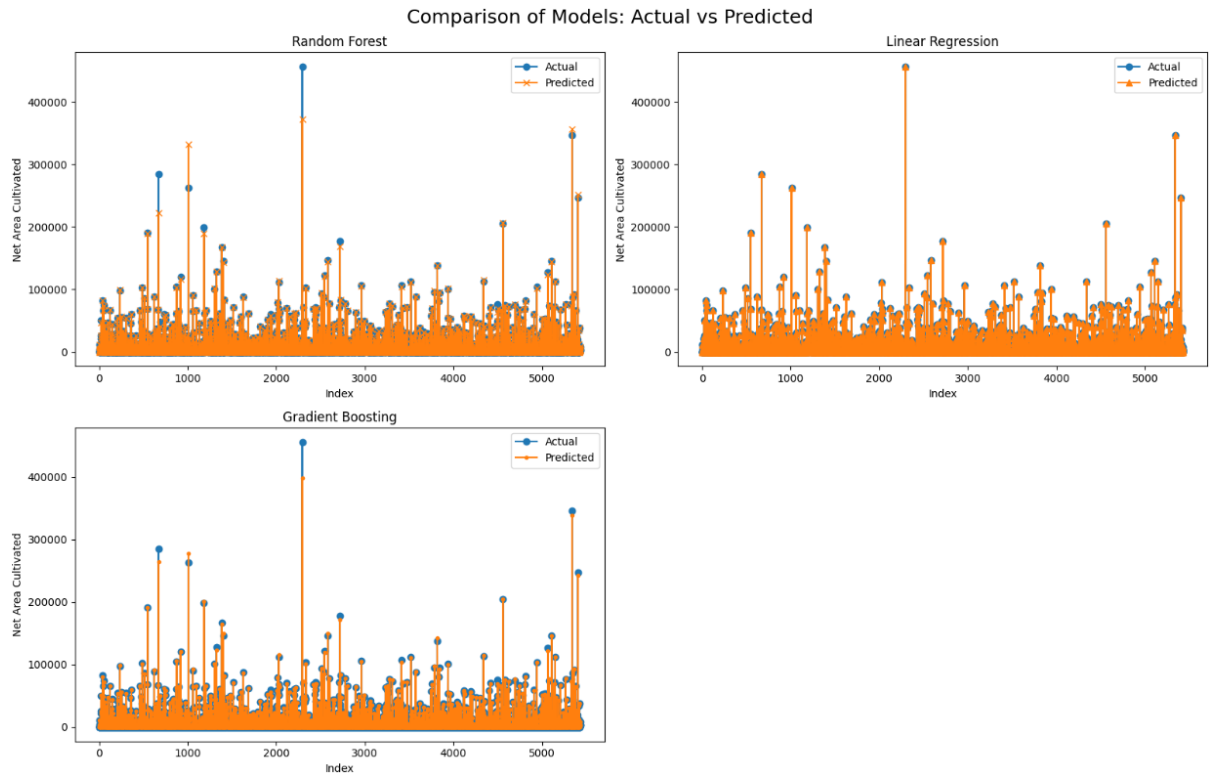 Comparison of Models: Actual vs Predicted
Random Forest
Actual
Predicted
Net Area Cultivated
400000
300000
200000
100000
0
0 1000 2000 3000 4000 5000
Index
Linear Regression
Actual
Predicted
Net Area Cultivated
400000
300000
200000
100000
0
0 1000 2000 3000 4000 5000
Index
Gradient Boosting
Actual
Predicted
Net Area Cultivated
400000
300000
200000
100000
0
0 1000 2000 3000 4000 5000
Index